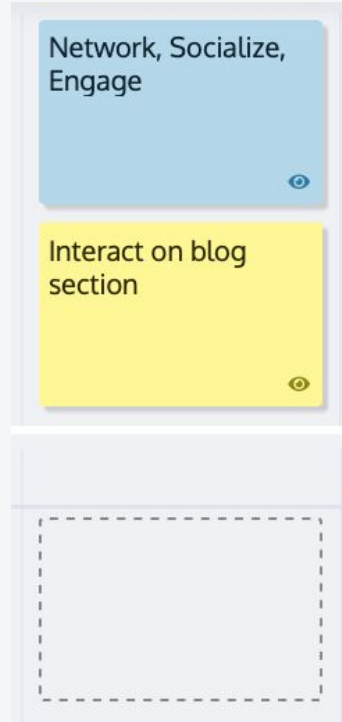 Network, Socialize,
Engage
Interact on blog
section